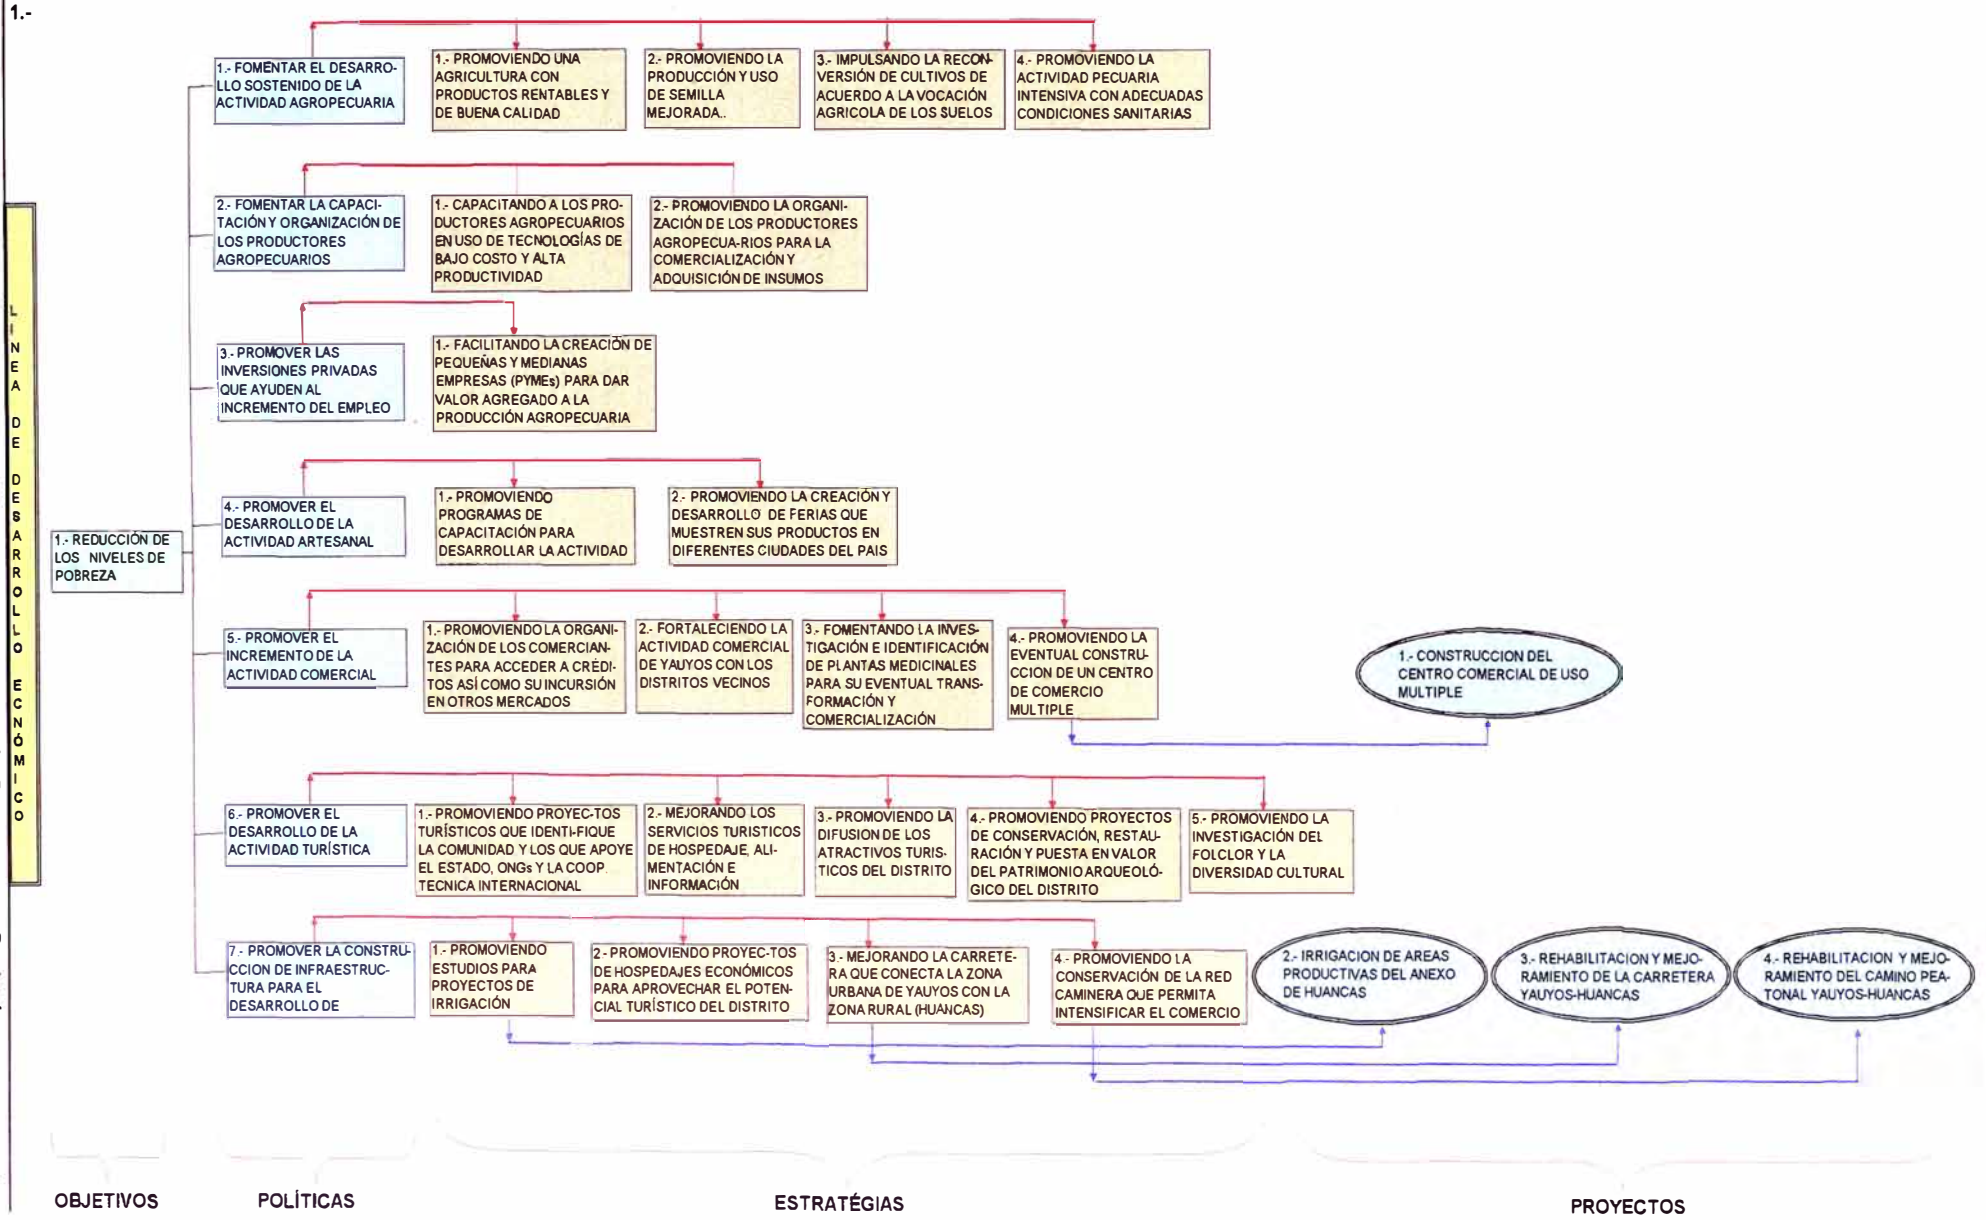 1.-
LINEA DE DESARROLLO ECNÓMICO
1.- REDUCCIÓN DE
LOS NIVELES DE
POBREZA
1.- FOMENTAR EL DESARRO-
LLO SOSTENIDO DE LA
ACTIVIDAD AGROPECUARIA
1.- PROMOVIENDO UNA
AGRICULTURA CON
PRODUCTOS RENTABLES Y
DE BUENA CALIDAD
2.- PROMOVIENDO LA
PRODUCCIÓN Y USO
DE SEMILLA
MEJORADA..
3.- IMPULSANDO LA RECON-
VERSIÓN DE CULTIVOS DE
ACUERDO A LA VOCACIÓN
AGRICOLA DE LOS SUELOS
4.- PROMOVIENDO LA
ACTIVIDAD PECUARIA
INTENSIVA CON ADECUADAS
CONDICIONES SANITARIAS
2.- FOMENTAR LA CAPACI-
TACIÓN Y ORGANIZACIÓN DE
LOS PRODUCTORES
AGROPECUARIOS
1.- CAPACITANDO A LOS PRO-
DUCTORES AGROPECUARIOS
EN USO DE TECNOLOGÍAS DE
BAJO COSTO Y ALTA
PRODUCTIVIDAD
2.- PROMOVIENDO LA ORGANI-
ZACIÓN DE LOS PRODUCTORES
AGROPECUA-RIOS PARA LA
COMERCIALIZACIÓN Y
ADQUISICIÓN DE INSUMOS
3.- PROMOVER LAS
INVERSIONES PRIVADAS
QUE AYUDEN AL
INCREMENTO DEL EMPLEO
1.- FACILITANDO LA CREACIÓN DE
PEQUEÑAS Y MEDIANAS
EMPRESAS (PYMEs) PARA DAR
VALOR AGREGADO A LA
PRODUCCIÓN AGROPECUARIA
4.- PROMOVER EL
DESARROLLO DE LA
ACTIVIDAD ARTESANAL
1.- PROMOVIENDO
PROGRAMAS DE
CAPACITACIÓN PARA
DESARROLLAR LA ACTIVIDAD
2.- PROMOVIENDO LA CREACIÓN Y
DESARROLLO DE FERIAS QUE
MUESTREN SUS PRODUCTOS EN
DIFERENTES CIUDADES DEL PAIS
5.- PROMOVER EL
INCREMENTO DE LA
ACTIVIDAD COMERCIAL
1.- PROMOVIENDO LA ORGANI-
ZACIÓN DE LOS COMERCIAN-
TES PARA ACCEDER A CRÉDI-
TOS ASÍ COMO SU INCURSIÓN
EN OTROS MERCADOS
2.- FORTALECIENDO LA
ACTIVIDAD COMERCIAL
DE YAUYOS CON LOS
DISTRITOS VECINOS
3.- FOMENTANDO LA INVES-
TIGACIÓN E IDENTIFICACIÓN
DE PLANTAS MEDICINALES
PARA SU EVENTUAL TRANS-
FORMACIÓN Y
COMERCIALIZACIÓN
4.- PROMOVIENDO LA
EVENTUAL CONSTRU-
CCION DE UN CENTRO
DE COMERCIO
MULTIPLE
1.- CONSTRUCCION DEL
CENTRO COMERCIAL DE USO
MULTIPLE
6.- PROMOVER EL
DESARROLLO DE LA
ACTIVIDAD TURÍSTICA
1.- PROMOVIENDO PROYEC-TOS
TURÍSTICOS QUE IDENTI-FIQUE
LA COMUNIDAD Y LOS QUE APOYE
EL ESTADO, ONGs Y LA COOP.
TECNICA INTERNACIONAL
2.- MEJORANDO LOS
SERVICIOS TURISTICOS
DE HOSPEDAJE, ALI-
MENTACIÓN E
INFORMACIÓN
3.- PROMOVIENDO LA
DIFUSION DE LOS
ATRACTIVOS TURIS-
TICOS DEL DISTRITO
4.- PROMOVIENDO PROYECTOS
DE CONSERVACIÓN, RESTAU-
RACIÓN Y PUESTA EN VALOR
DEL PATRIMONIO ARQUEOLÓ-
GICO DEL DISTRITO
5.- PROMOVIENDO LA
INVESTIGACIÓN DEL
FOLCLOR Y LA
DIVERSIDAD CULTURAL
7.- PROMOVER LA CONSTRU-
CCION DE INFRAESTRUC-
TURA PARA EL
DESARROLLO DE
1.- PROMOVIENDO
ESTUDIOS PARA
PROYECTOS DE
IRRIGACIÓN
2.- PROMOVIENDO PROYEC-TOS
DE HOSPEDAJES ECONÓMICOS
PARA APROVECHAR EL POTEN-
CIAL TURÍSTICO DEL DISTRITO
3.- MEJORANDO LA CARRETE-
RA QUE CONECTA LA ZONA
URBANA DE YAUYOS CON LA
ZONA RURAL (HUANCAS)
4.- PROMOVIENDO LA
CONSERVACIÓN DE LA RED
CAMINERA QUE PERMITA
INTENSIFICAR EL COMERCIO
2.- IRRIGACION DE AREAS
PRODUCTIVAS DEL ANEXO
DE HUANCAS
3.- REHABILITACION Y MEJO-
RAMIENTO DE LA CARRETERA
YAUYOS-HUANCAS
4.- REHABILITACION Y MEJO-
RAMIENTO DEL CAMINO PEA-
TONAL YAUYOS-HUANCAS
OBJETIVOS
POLÍTICAS
ESTRATÉGIAS
PROYECTOS